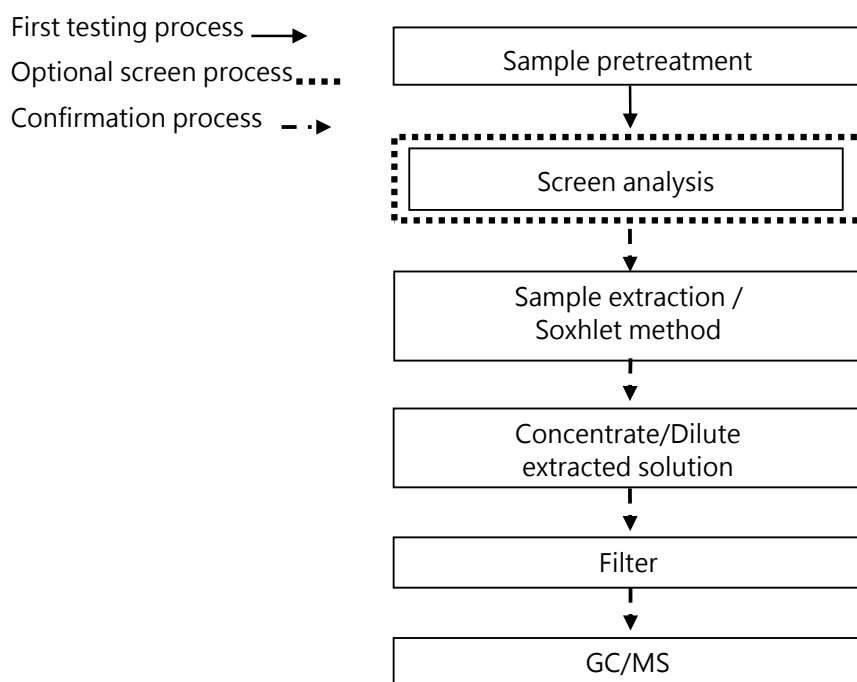 First testing process
Optional screen process
Confirmation process
Sample pretreatment
Screen analysis
Sample extraction /
Soxhlet method
Concentrate/Dilute
extracted solution
Filter
GC/MS